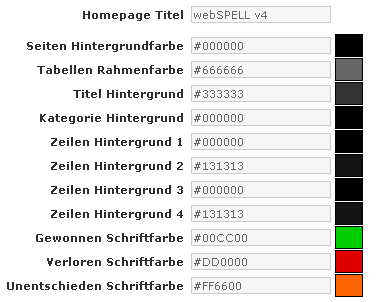 Homepage Titel webSPELL v4
Seiten Hintergrundfarbe #000000
Tabellen Rahmenfarbe #666666
Titel Hintergrund #333333
Kategorie Hintergrund #000000
Zeilen Hintergrund 1 #000000
Zeilen Hintergrund 2 #131313
Zeilen Hintergrund 3 #000000
Zeilen Hintergrund 4 #131313
Gewonnen Schriftfarbe #00CC00
Verloren Schriftfarbe #DD0000
Unentschieden Schriftfarbe #FF6600